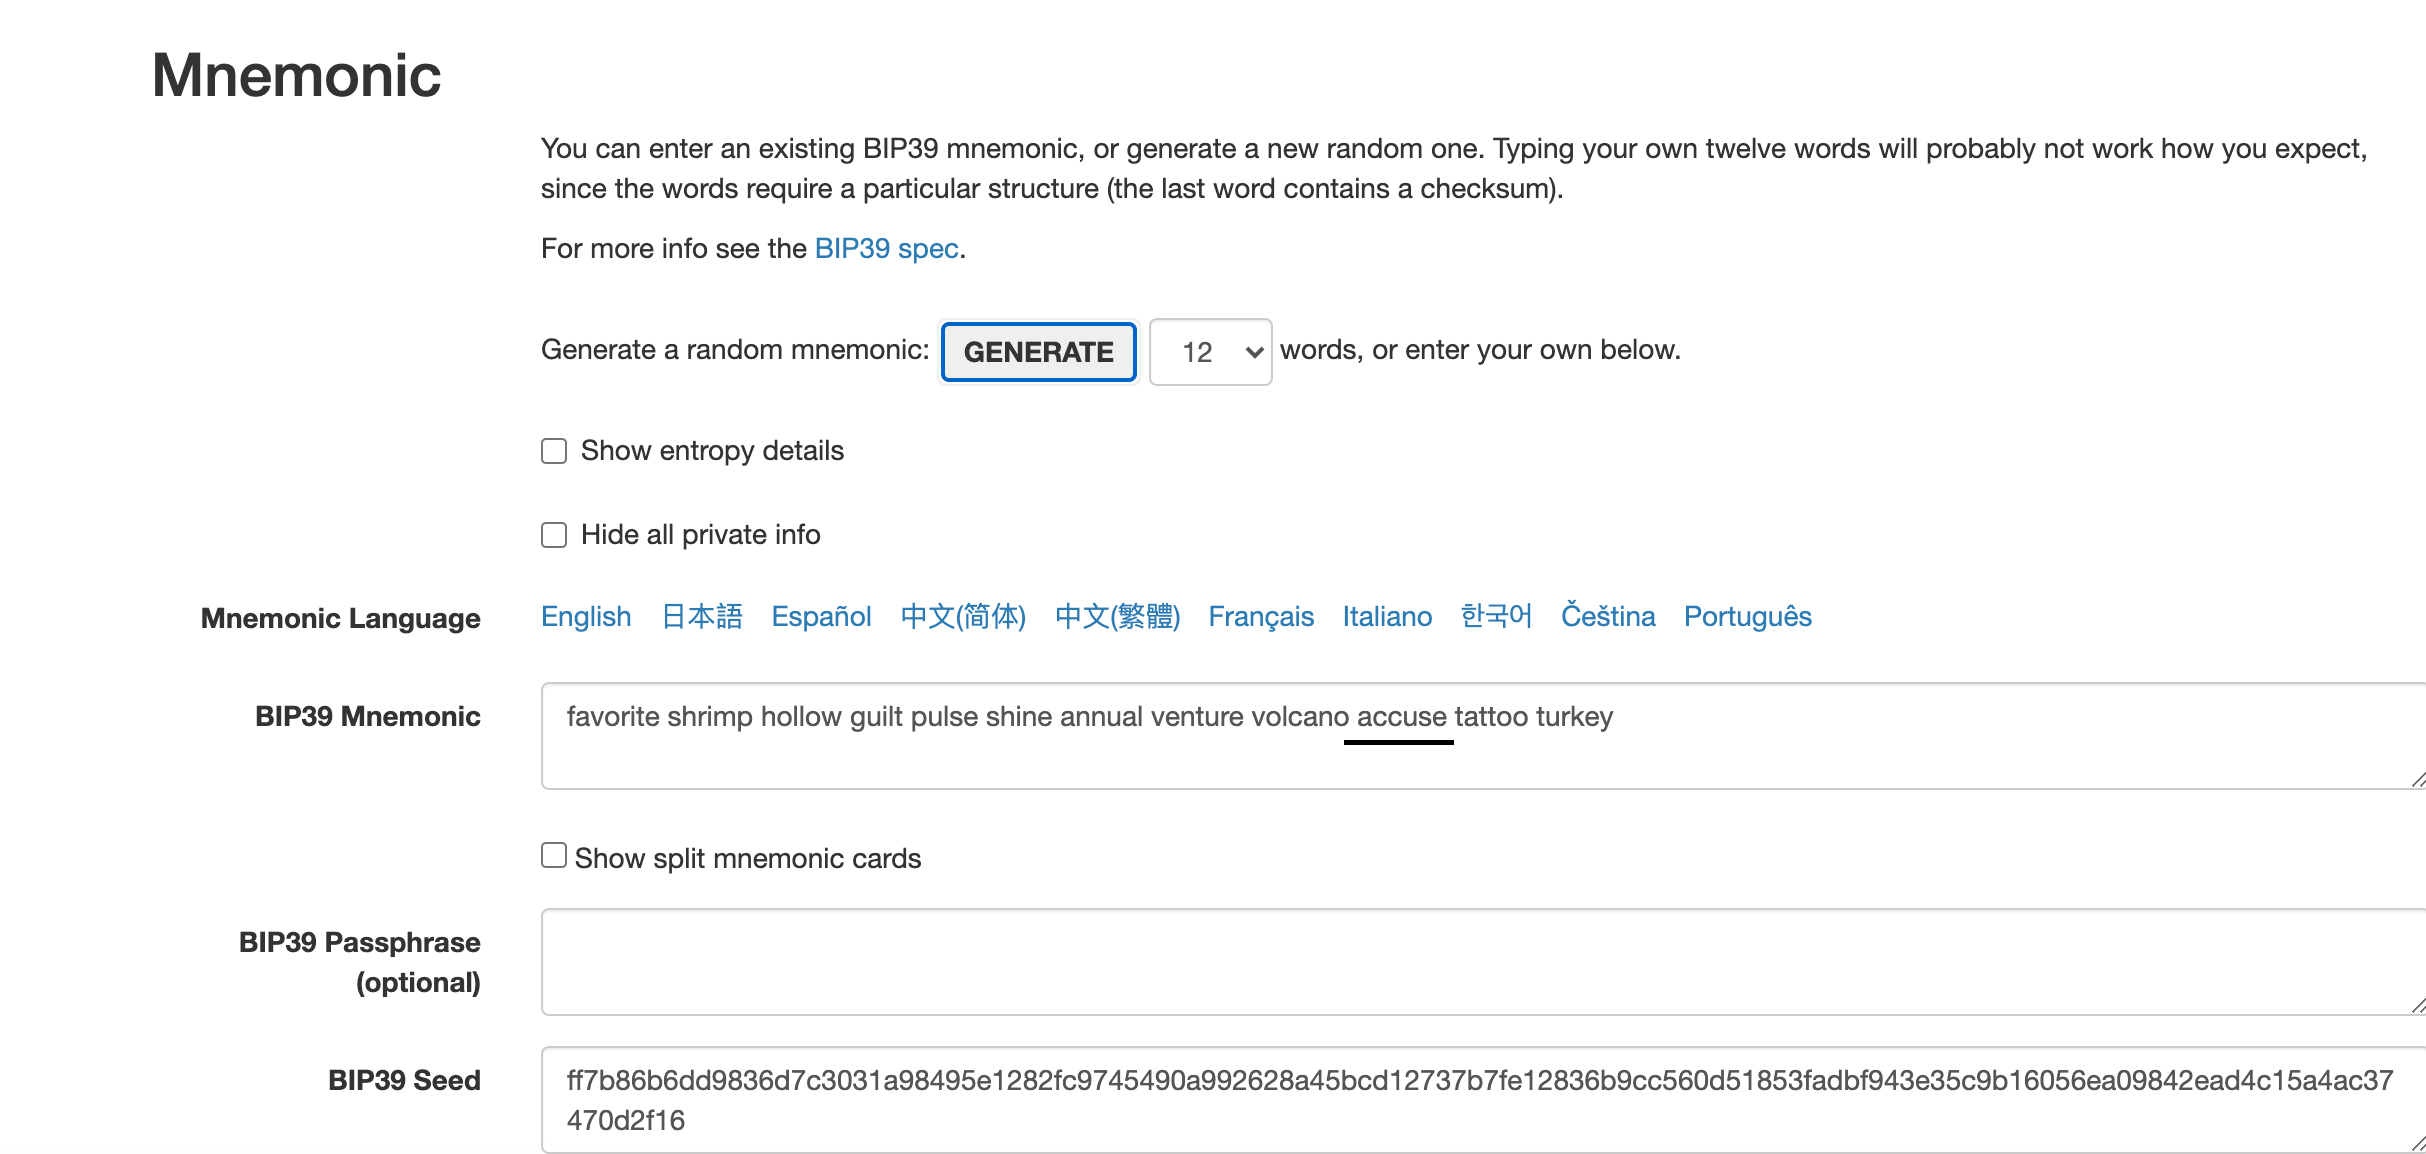 Mnemonic
You can enter an existing BIP39 mnemonic, or generate a new random one. Typing your own twelve words will probably not work how you expect,
since the words require a particular structure (the last word contains a checksum).
For more info see the BIP39 spec.
Generate a random mnemonic: GENERATE 12 words, or enter your own below.
Show entropy details
Hide all private info
Mnemonic Language English 日本語 Español 中文(简体) 中文(繁體) Français Italiano 한국어 Čeština Português
BIP39 Mnemonic favorite shrimp hollow guilt pulse shine annual venture volcano accuse tattoo turkey
Show split mnemonic cards
BIP39 Passphrase
(optional)
BIP39 Seed ff7b86b6dd9836d7c3031a98495e1282fc9745490a992628a45bcd12737b7fe12836b9cc560d51853fadbf943e35c9b16056ea09842ead4c15a4ac37
470d2f16